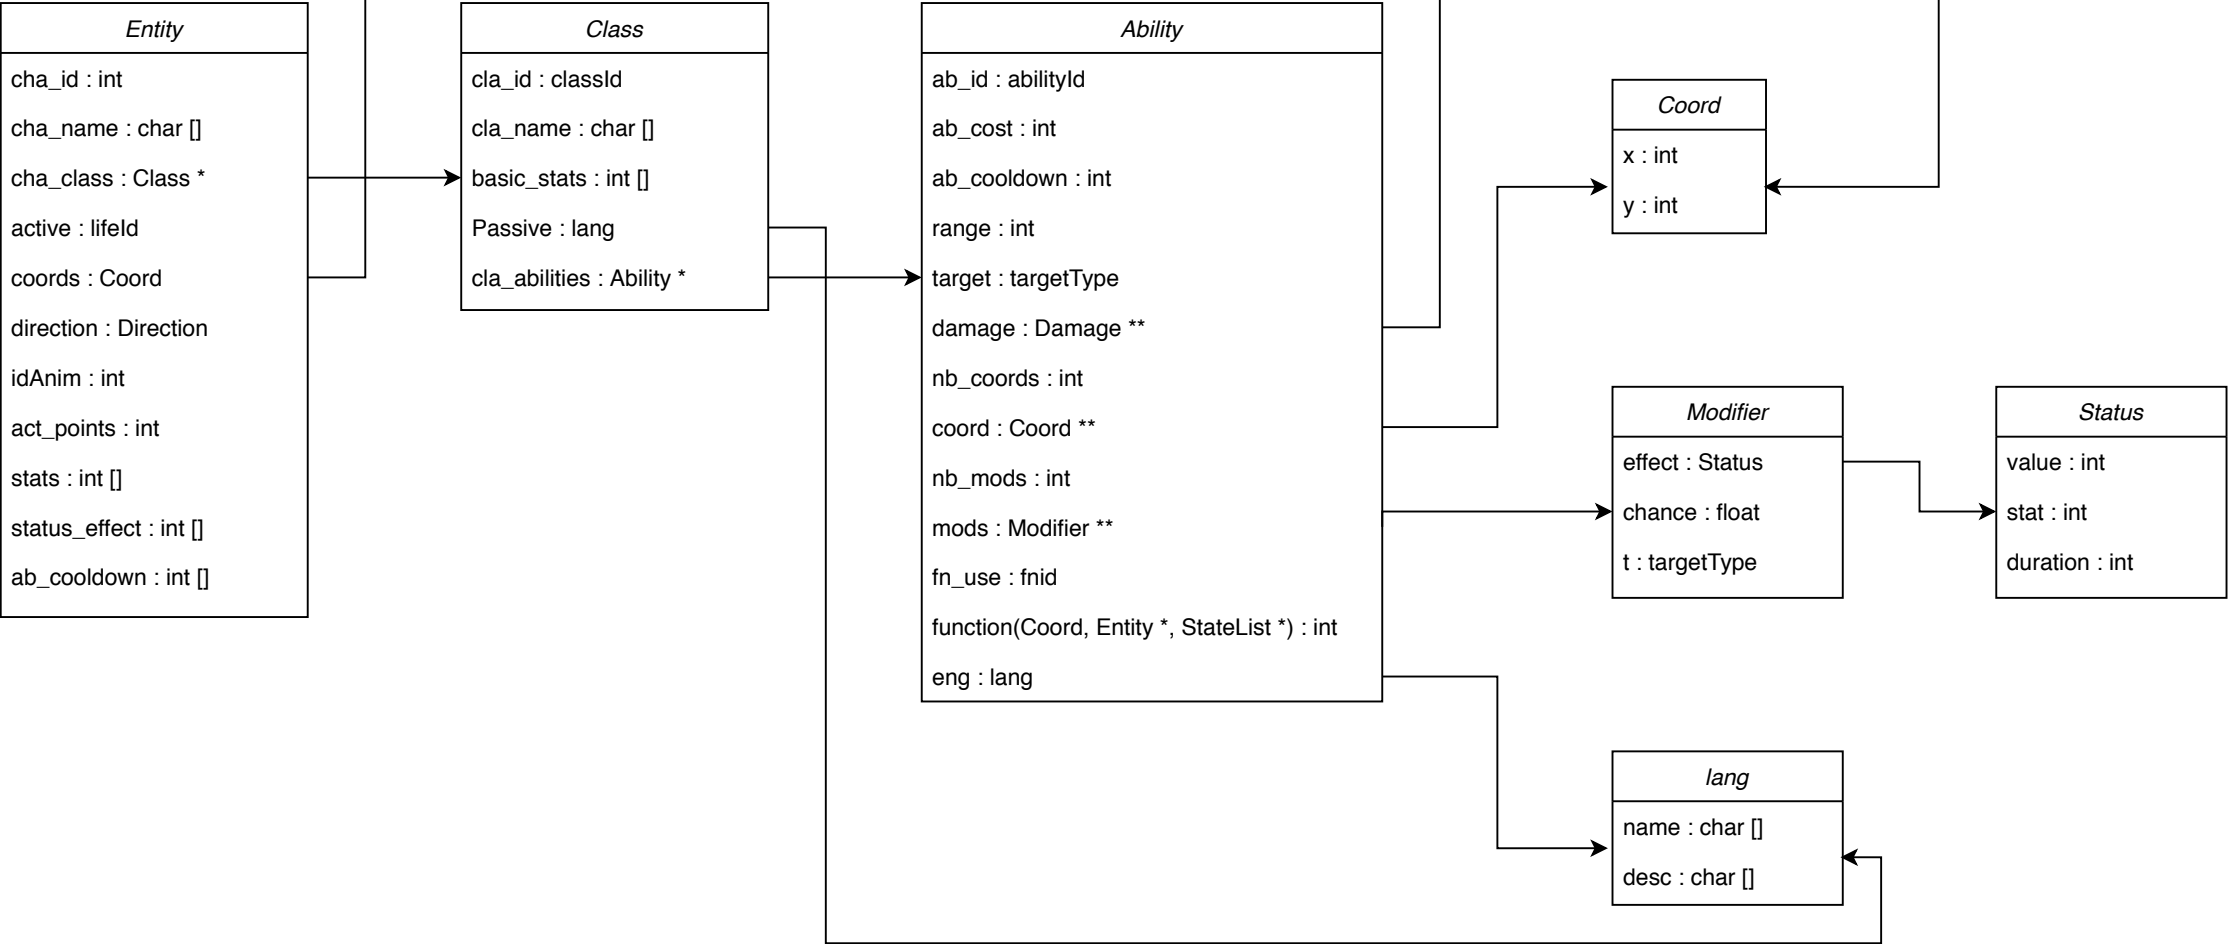 Entity
cha_id : int
cha_name : char []
cha_class : Class *
active : lifeId
coords : Coord
direction : Direction
idAnim : int
act_points : int
stats : int []
status_effect : int []
ab_cooldown : int []
Class
cla_id : classId
cla_name : char []
basic_stats : int []
Passive : lang
cla_abilities : Ability *
Ability
ab_id : abilityId
ab_cost : int
ab_cooldown : int
range : int
target : targetType
damage : Damage **
nb_coords : int
coord : Coord **
nb_mods : int
mods : Modifier **
fn_use : fnid
function(Coord, Entity *, StateList *) : int
eng : lang
Coord
x : int
y : int
Modifier
effect : Status
chance : float
t : targetType
Status
value : int
stat : int
duration : int
lang
name : char []
desc : char []